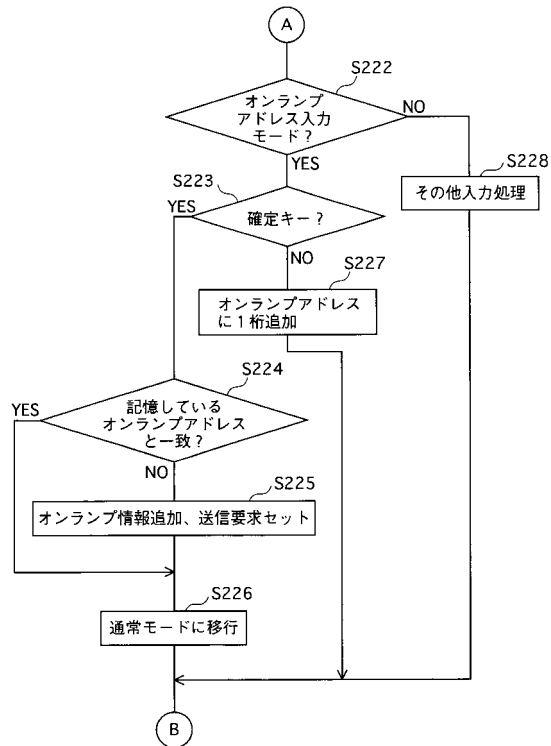 A
S222
オンランプ
アドレス入力
モード？
NO
YES
S228
その他入力処理
S223
YES
確定キー？
NO
S227
オンランプアドレス
に１桁追加
S224
YES
記憶している
オンランプアドレス
と一致？
NO
S225
オンランプ情報追加、送信要求セット
S226
通常モードに移行
B